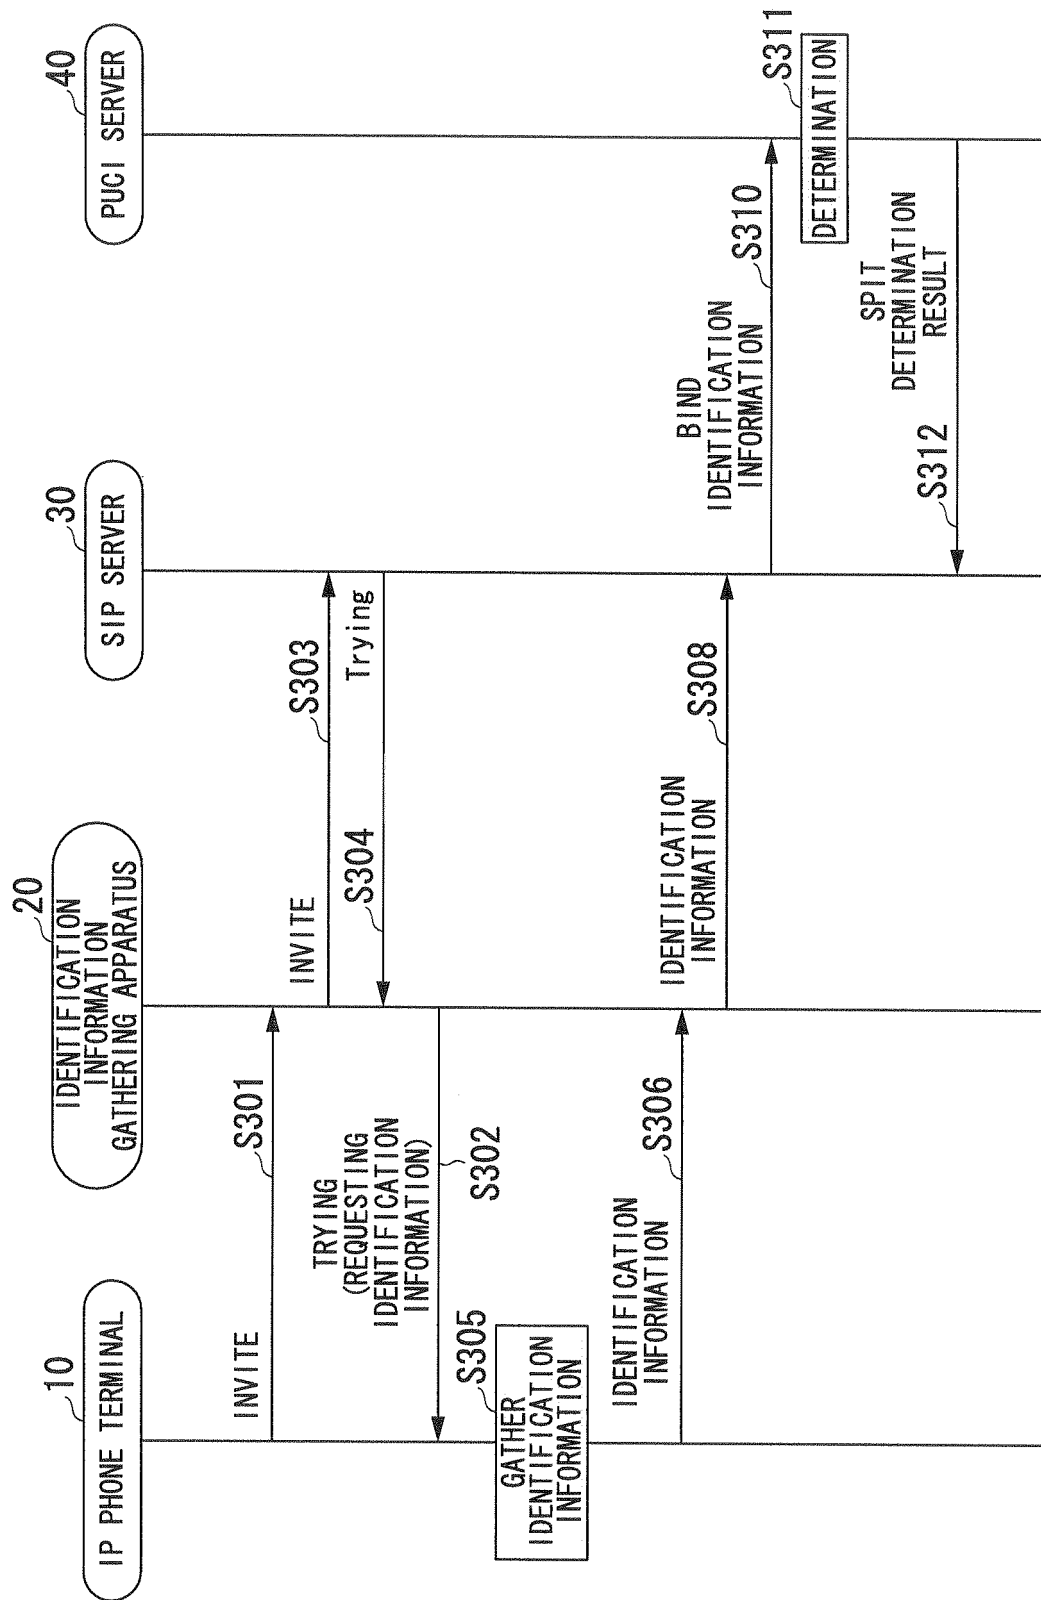 10
IP PHONE TERMINAL
20
IDENTIFICATION
INFORMATION
GATHERING APPARATUS
30
SIP SERVER
40
PUCI SERVER
INVITE
S301
INVITE
S303
S304
Trying
TRYING
(REQUESTING
IDENTIFICATION
INFORMATION)
S302
S305
GATHER
IDENTIFICATION
INFORMATION
IDENTIFICATION
INFORMATION
S306
IDENTIFICATION
INFORMATION
S308
BIND
IDENTIFICATION
INFORMATION
S310
S311
DETERMINATION
SPIT
DETERMINATION
RESULT
S312